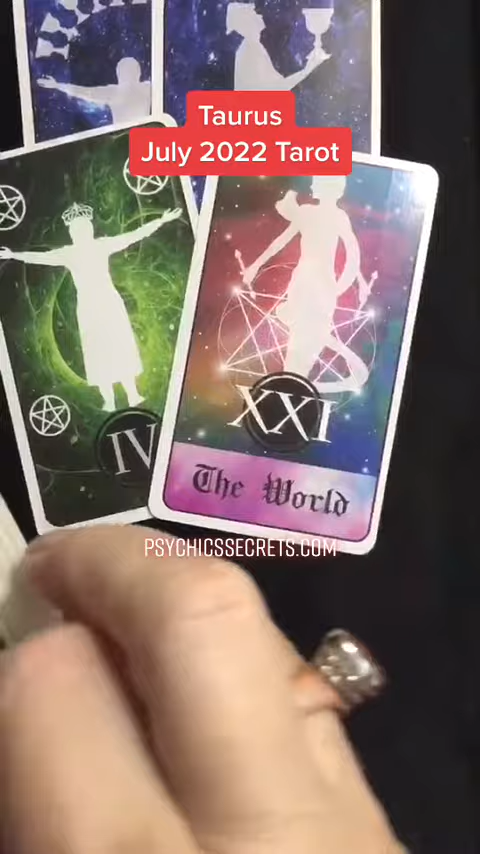 Taurus
July 2022 Tarot
IV
XXI
The World
PSYCHICSSECRETS.COM